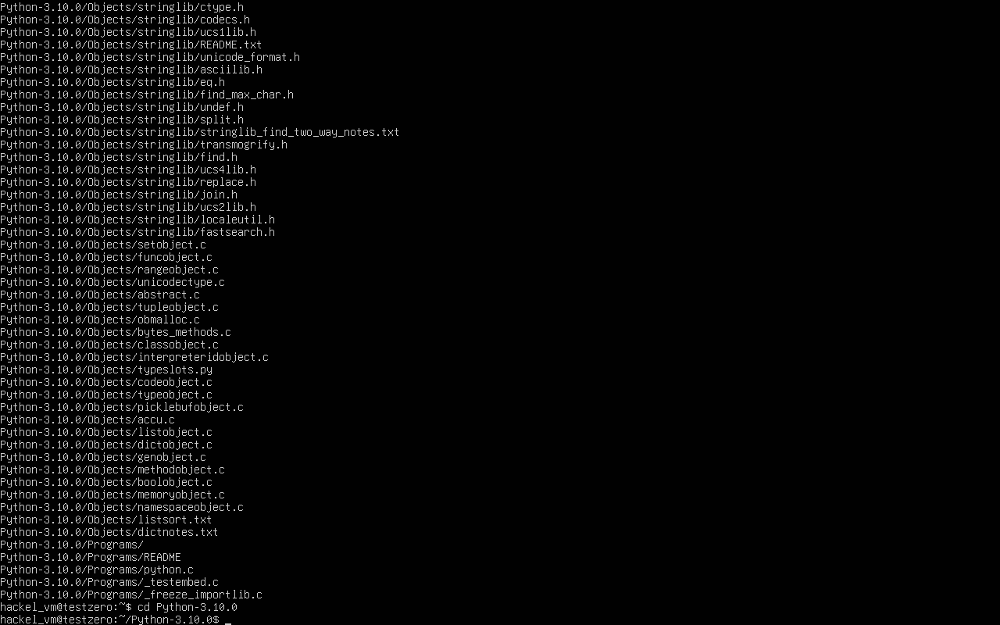 Python-3.10.0/Objects/stringlib/ctype.h
Python-3.10.0/Objects/stringlib/codecs.h
Python-3.10.0/Objects/stringlib/ucs1lib.h
Python-3.10.0/Objects/stringlib/README.txt
Python-3.10.0/Objects/stringlib/unicode_format.h
Python-3.10.0/Objects/stringlib/asciilib.h
Python-3.10.0/Objects/stringlib/eq.h
Python-3.10.0/Objects/stringlib/find_max_char.h
Python-3.10.0/Objects/stringlib/undef.h
Python-3.10.0/Objects/stringlib/split.h
Python-3.10.0/Objects/stringlib/stringlib_find_two_way_notes.txt
Python-3.10.0/Objects/stringlib/transmogrify.h
Python-3.10.0/Objects/stringlib/find.h
Python-3.10.0/Objects/stringlib/ucs4lib.h
Python-3.10.0/Objects/stringlib/replace.h
Python-3.10.0/Objects/stringlib/join.h
Python-3.10.0/Objects/stringlib/ucs2lib.h
Python-3.10.0/Objects/stringlib/localeutil.h
Python-3.10.0/Objects/stringlib/fastsearch.h
Python-3.10.0/Objects/setobject.c
Python-3.10.0/Objects/funcobject.c
Python-3.10.0/Objects/rangeobject.c
Python-3.10.0/Objects/unicodectype.c
Python-3.10.0/Objects/abstract.c
Python-3.10.0/Objects/tupleobject.c
Python-3.10.0/Objects/obmalloc.c
Python-3.10.0/Objects/bytes_methods.c
Python-3.10.0/Objects/classobject.c
Python-3.10.0/Objects/interpreteridobject.c
Python-3.10.0/Objects/typeslots.py
Python-3.10.0/Objects/codeobject.c
Python-3.10.0/Objects/typeobject.c
Python-3.10.0/Objects/picklebufobject.c
Python-3.10.0/Objects/accu.c
Python-3.10.0/Objects/listobject.c
Python-3.10.0/Objects/dictobject.c
Python-3.10.0/Objects/genobject.c
Python-3.10.0/Objects/methodobject.c
Python-3.10.0/Objects/boolobject.c
Python-3.10.0/Objects/memoryobject.c
Python-3.10.0/Objects/namespaceobject.c
Python-3.10.0/Objects/listsort.txt
Python-3.10.0/Objects/dictnotes.txt
Python-3.10.0/Programs/
Python-3.10.0/Programs/README
Python-3.10.0/Programs/python.c
Python-3.10.0/Programs/_testembed.c
Python-3.10.0/Programs/_freeze_importlib.c
hackel_vm@testzero:~$ cd Python-3.10.0
hackel_vm@testzero:~/Python-3.10.0$ _